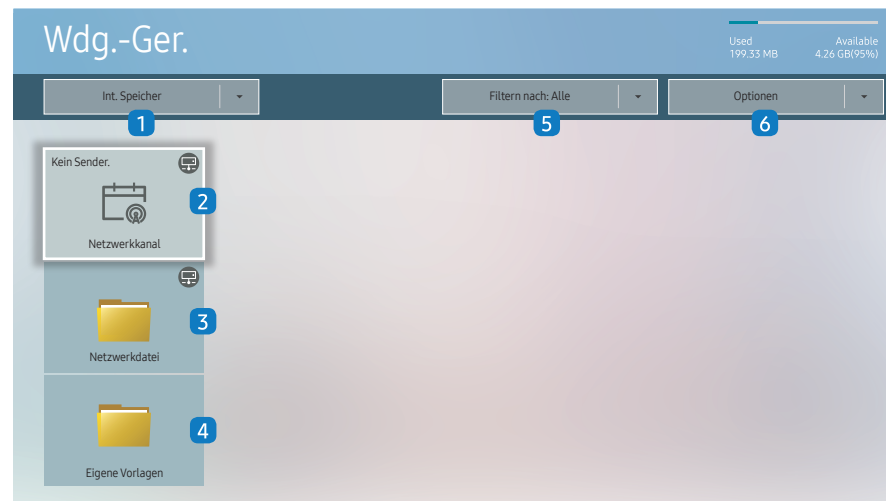 Wdg.-Ger.
Used Available
199.33 MB 4.26 GB(95%)
Int. Speicher Filtern nach: Alle Optionen
1 5 6
Kein Sender.
2
Netzwerkkanal
3
Netzwerkdatei
4
Eigene Vorlagen